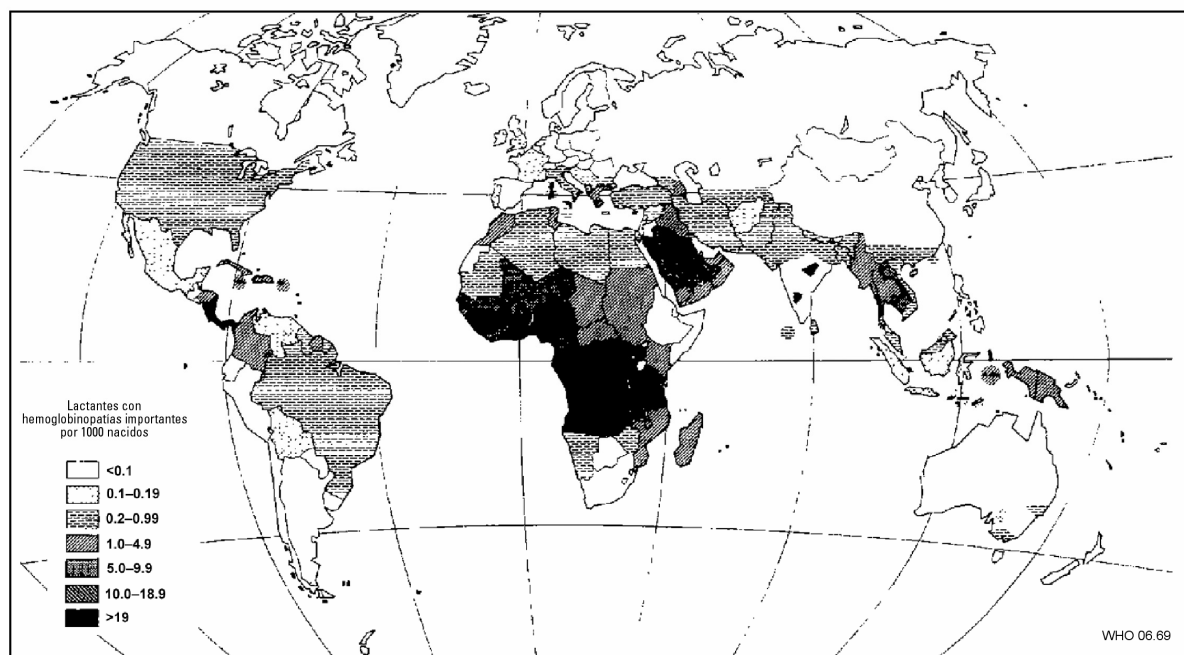 Lactantes con
hemoglobinopatías importantes
por 1000 nacidos
<0.1
0.1–0.19
0.2–0.99
1.0–4.9
5.0–9.9
10.0–18.9
>19
WHO 06.69